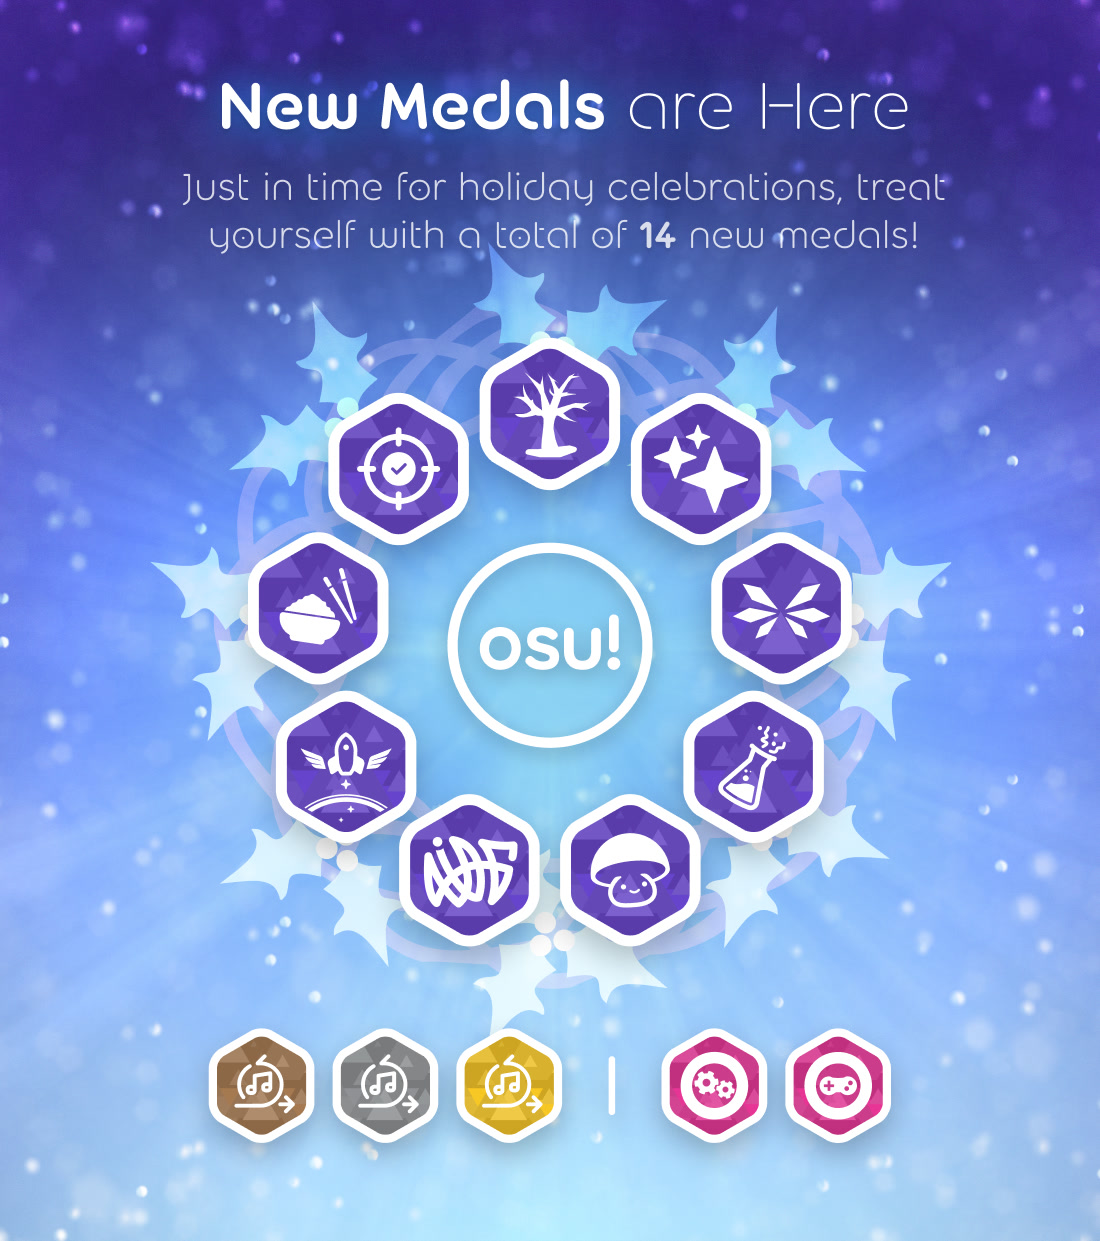 New Medals are Here
Just in time for holiday celebrations, treat
yourself with a total of 14 new medals!
osu!